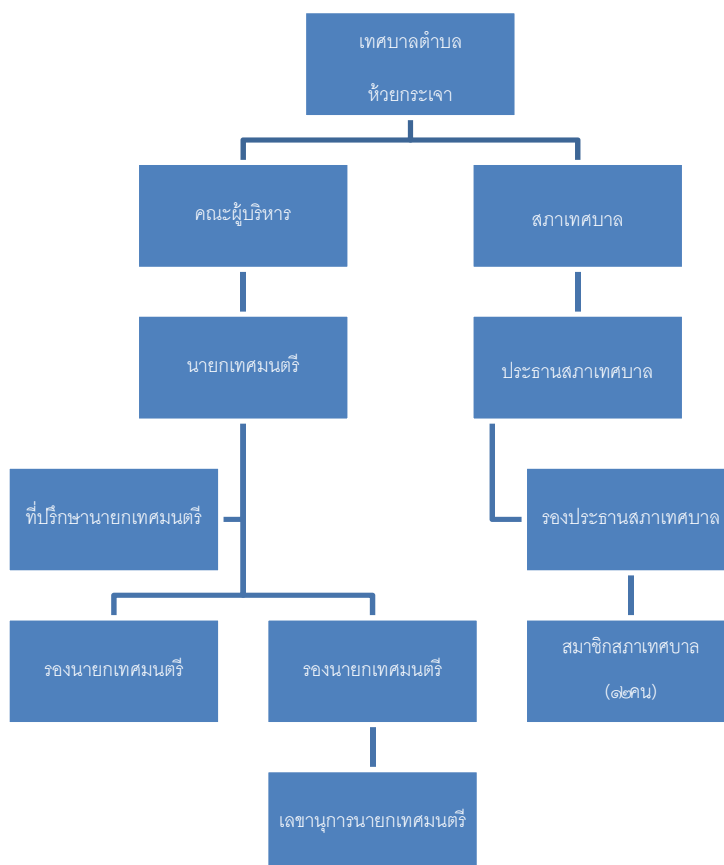 เทศบาลตำบล
ห้วยกระเจา
คณะผู้บริหาร
สภาเทศบาล
นายกเทศมนตรี
ประธานสภาเทศบาล
ที่ปรึกษานายกเทศมนตรี
รองประธานสภาเทศบาล
รองนายกเทศมนตรี
รองนายกเทศมนตรี
สมาชิกสภาเทศบาล
(๑๒คน)
เลขานุการนายกเทศมนตรี